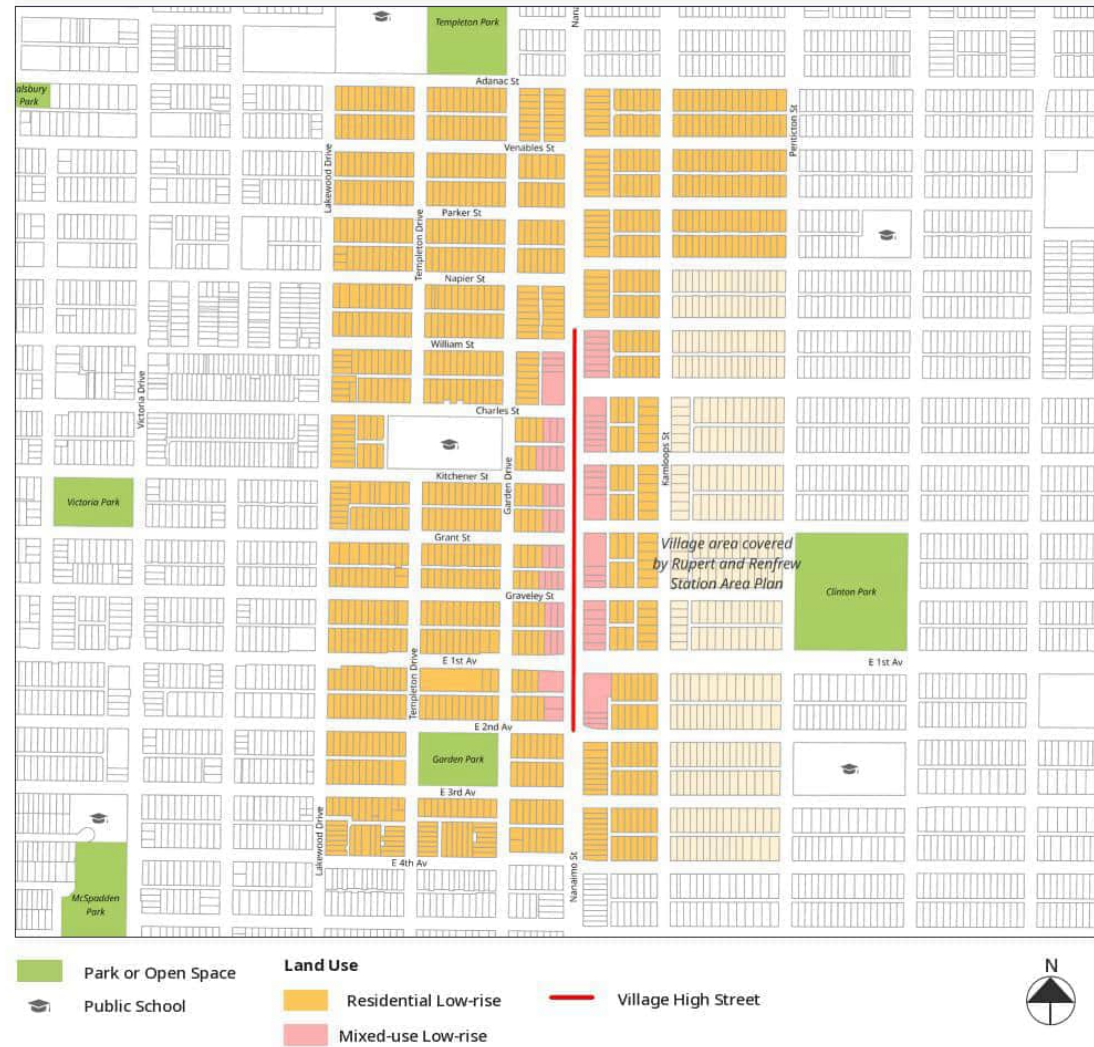 Templeton Park
Nana
Adanac St
alsbury
Park
Penticton St
Venables St
Lakewood Drive
Parker St
Templeton Drive
Napier St
William St
Victoria Drive
Charles St
Kamloops St
Kitchener St
Garden Drive
Victoria Park
Grant St
Village area covered
by Rupert and Renfrew
Station Area Plan
Clinton Park
Graveley St
E 1st Av
E 1st Av
Templeton Drive
E 2nd Av
Garden Park
E 3rd Av
Lakewood Drive
E 4th Av
Nanaimo St
McSpadden
Park
Park or Open Space
Public School
Land Use
Residential Low-rise
Mixed-use Low-rise
Village High Street
N